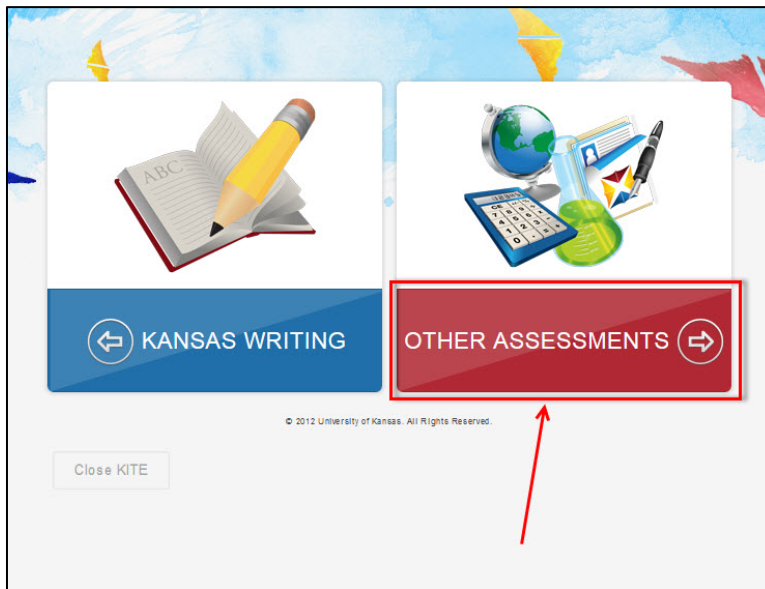 ABC
KANSAS WRITING
OTHER ASSESSMENTS
© 2012 University of Kansas. All Rights Reserved.
Close KITE